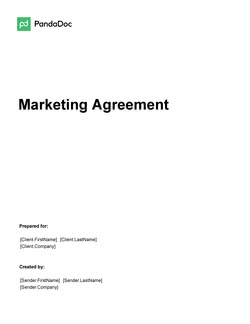 pd PandaDoc
Marketing Agreement
Prepared for:
[Client.FirstName] [Client.LastName]
[Client.Company]
Created by:
[Sender.FirstName] [Sender.LastName]
[Sender.Company]